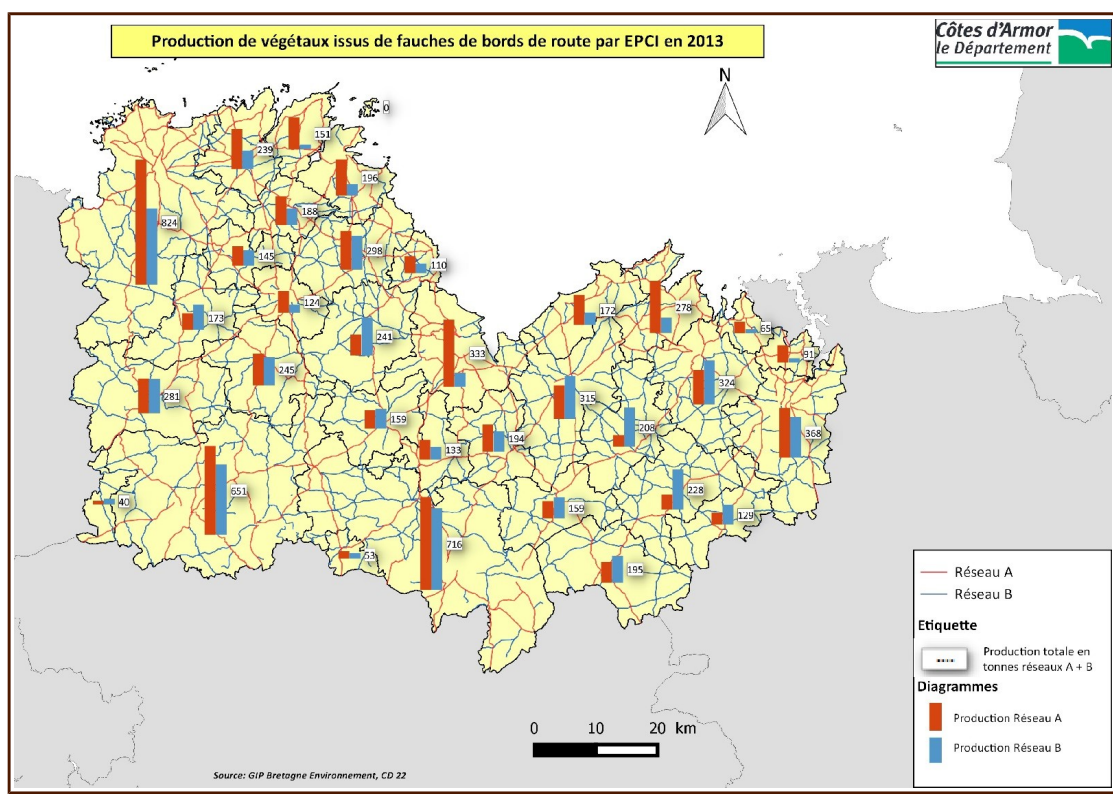 Production de végétaux issus de fauches de bords de route par EPCI en 2013
Côtes d'Armor
le Département
N
0
151
239
196
188
824
298
145
110
124
172
278
173
65
241
333
91
245
324
281
315
159
208
368
194
133
651
228
40
159
129
716
53
195
Réseau A
Réseau B
Etiquette
Production totale en
tonnes réseaux A + B
Diagrammes
Production Réseau A
Production Réseau B
0 10 20 km
Source: GIP Bretagne Environnement, CD 22